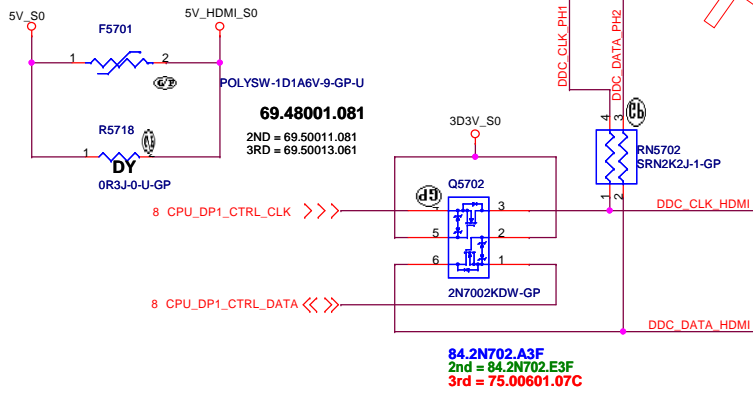 5V_S0
5V_HDMI_S0
F5701
1
2
G/P
POLYSW-1D1A6V-9-GP-U
69.48001.081
2ND = 69.50011.081
3RD = 69.50013.061
R5718
1
2
DY
0R3J-0-U-GP
DDC_CLK_PH1
DDC_DATA_PH2
4
3
RN5702
SRN2K2J-1-GP
1
2
3D3V_S0
Q5702
GP
8 CPU_DP1_CTRL_CLK
3
5
2
6
1
2N7002KDW-GP
8 CPU_DP1_CTRL_DATA
DDC_CLK_HDMI
DDC_DATA_HDMI
84.2N702.A3F
2nd = 84.2N702.E3F
3rd = 75.00601.07C